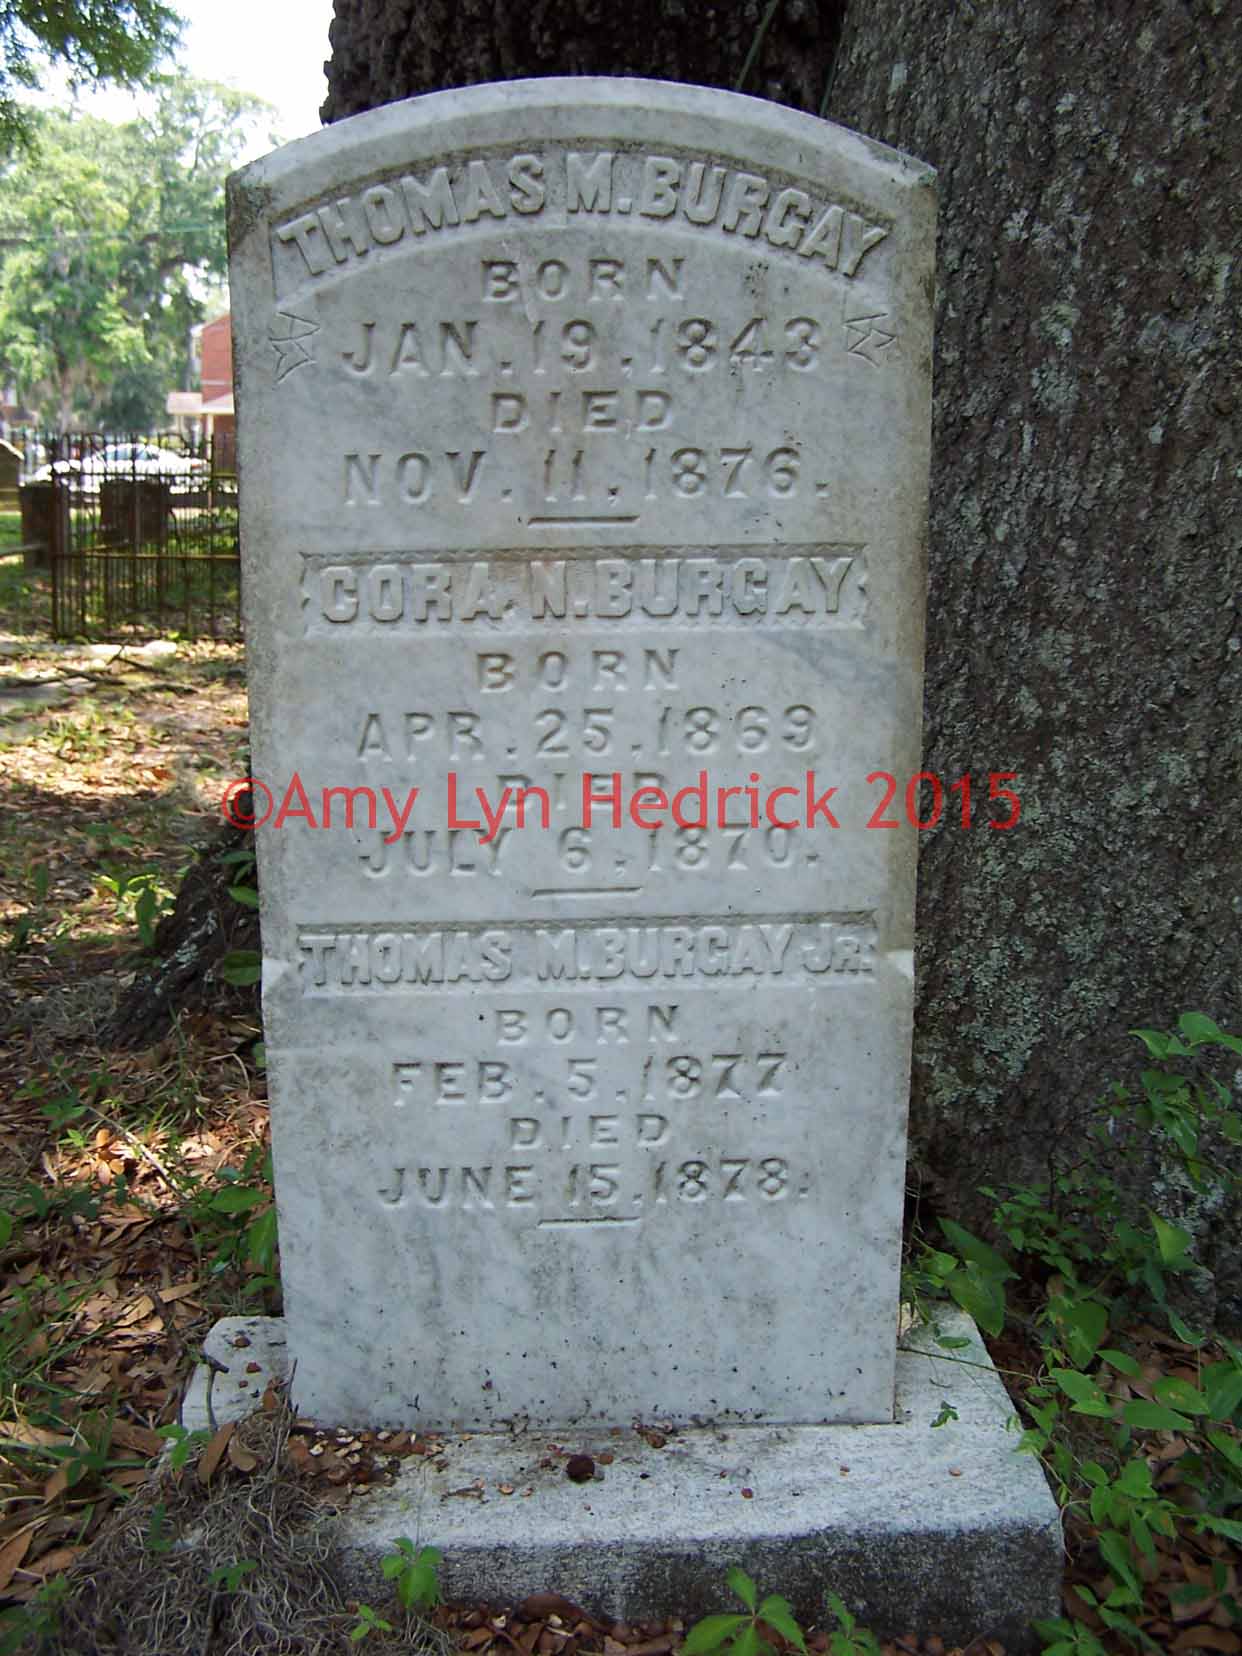 THOMAS M. BURGAY
BORN
JAN. 19, 1843
DIED
NOV. 11, 1876.
CORA N. BURGAY
BORN
APR. 25, 1869
DIED
©Amy Lyn Hedrick 2015
JULY 6, 1870.
THOMAS M. BURGAY JR.
BORN
FEB. 5, 1877
DIED
JUNE 15, 1878.